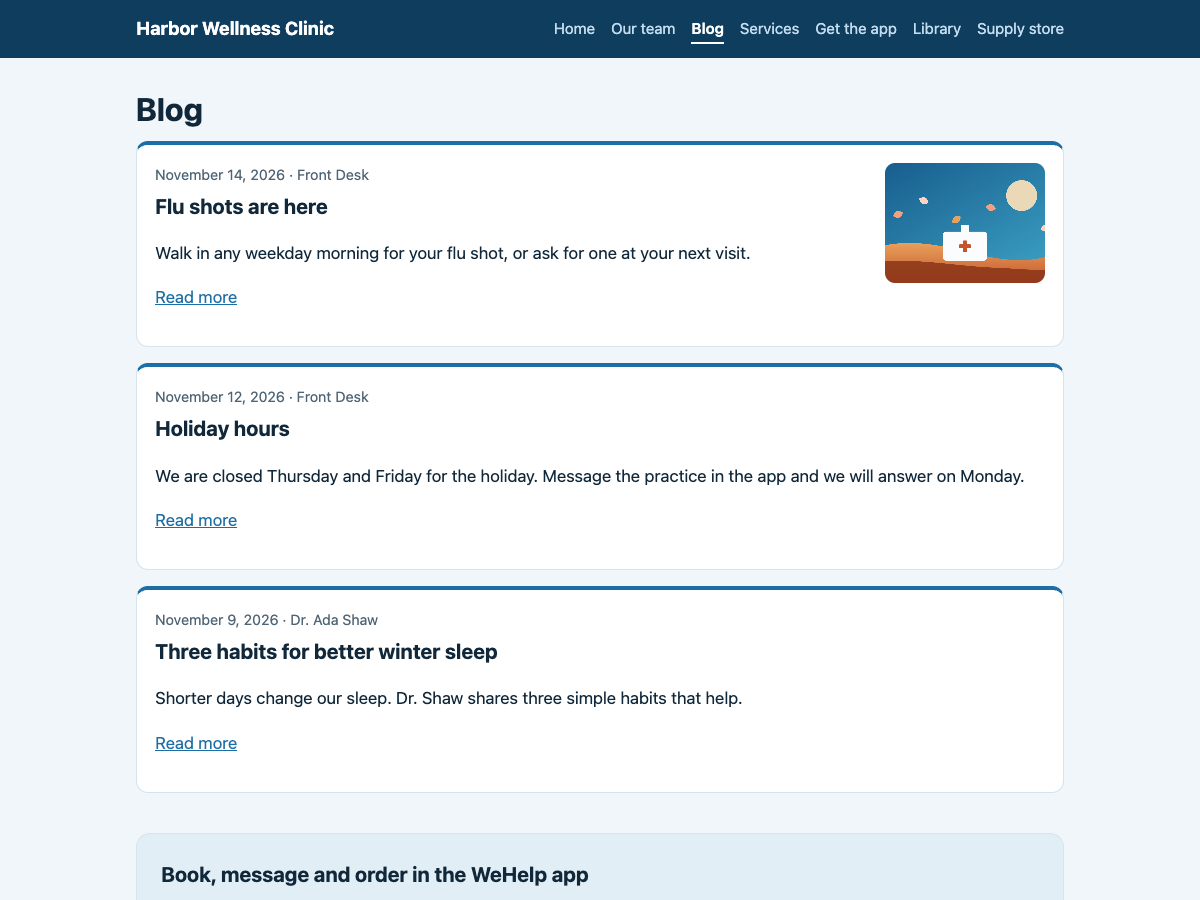 Harbor Wellness Clinic
Home Our team Blog Services Get the app Library Supply store
Blog
November 14, 2026 · Front Desk
Flu shots are here
Walk in any weekday morning for your flu shot, or ask for one at your next visit.
Read more
November 12, 2026 · Front Desk
Holiday hours
We are closed Thursday and Friday for the holiday. Message the practice in the app and we will answer on Monday.
Read more
November 9, 2026 · Dr. Ada Shaw
Three habits for better winter sleep
Shorter days change our sleep. Dr. Shaw shares three simple habits that help.
Read more
Book, message and order in the WeHelp app